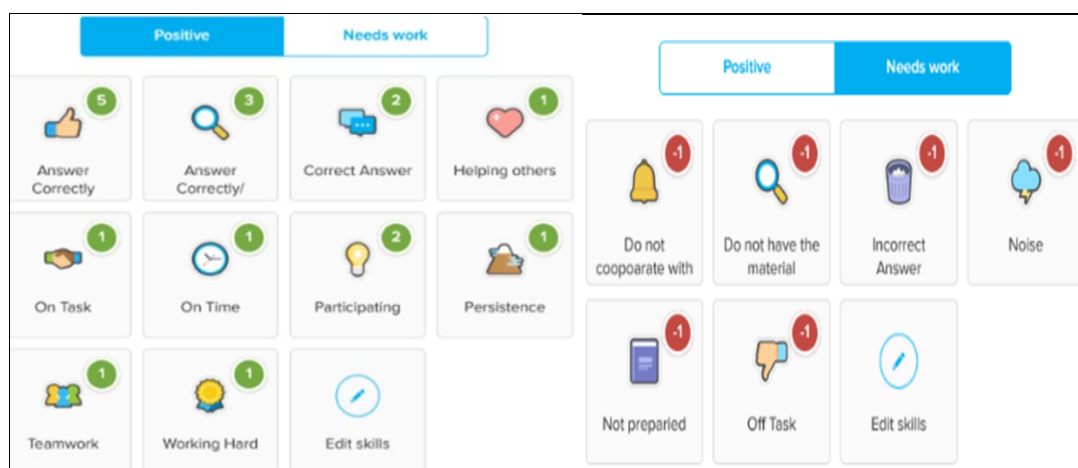 Positive
Needs work
5
3
2
1
Answer
Correctly
Answer
Correctly/
Correct Answer
Helping others
1
1
2
1
On Task
On Time
Participating
Persistence
1
1
Teamwork
Working Hard
Edit skills
Positive
Needs work
-1
-1
-1
-1
Do not
coopoarate with
Do not have the
material
Incorrect
Answer
Noise
-1
-1
Not preparied
Off Task
Edit skills